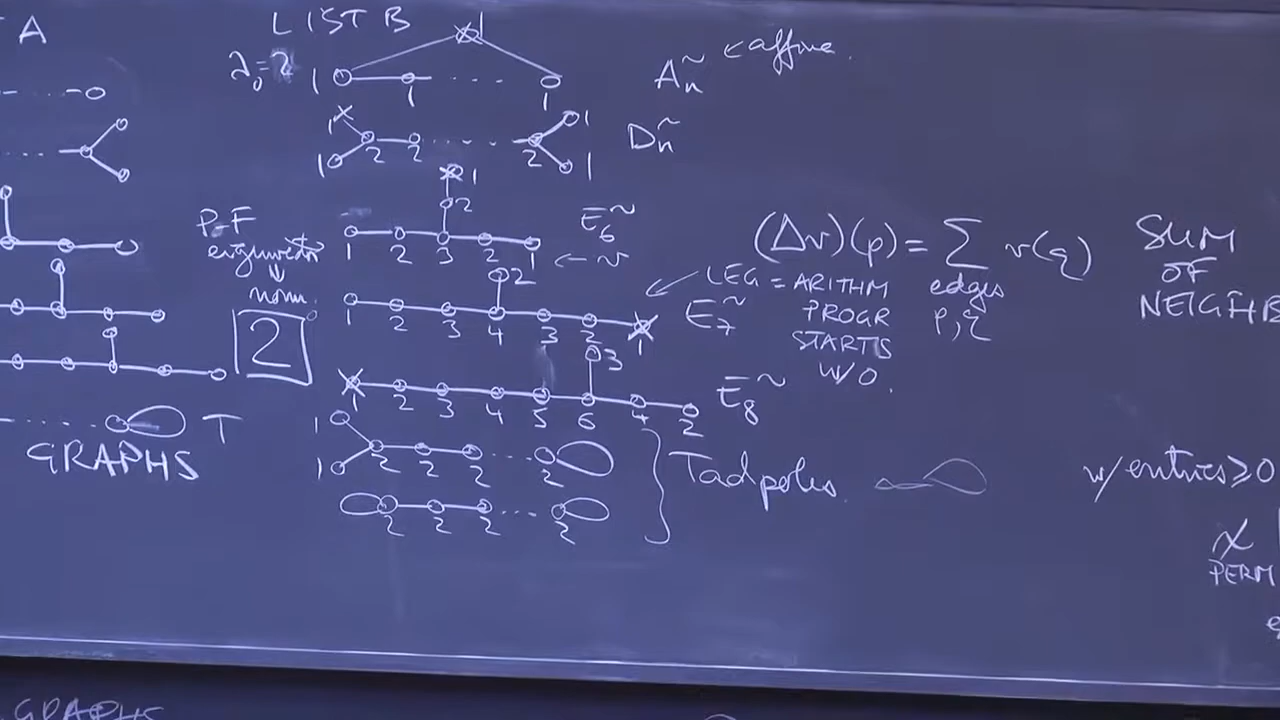 A
LIST B
λ₀=2
1 1 1 1
Aₙ~ ← affine.
1 1 2 2 2 1 1
Dₙ~
1
2
1 2 3 2 1
E₆~
← v
P-F
eigenvector
⇓
norm.
2
2
1 2 3 4 3 2 1
E₇~
LEG = ARITHM
PROGR
STARTS
W/O.
(Δv)(p) = Σ v(q)
edges
p, q
SUM
OF
NEIGHB
3
1 2 3 4 5 6 4 2
E₈~
T
GRAPHS
1 1 2 2 2 2
2 2 2 2
Tadpoles.
w/entries ≥ 0
PERM
GRAPHS